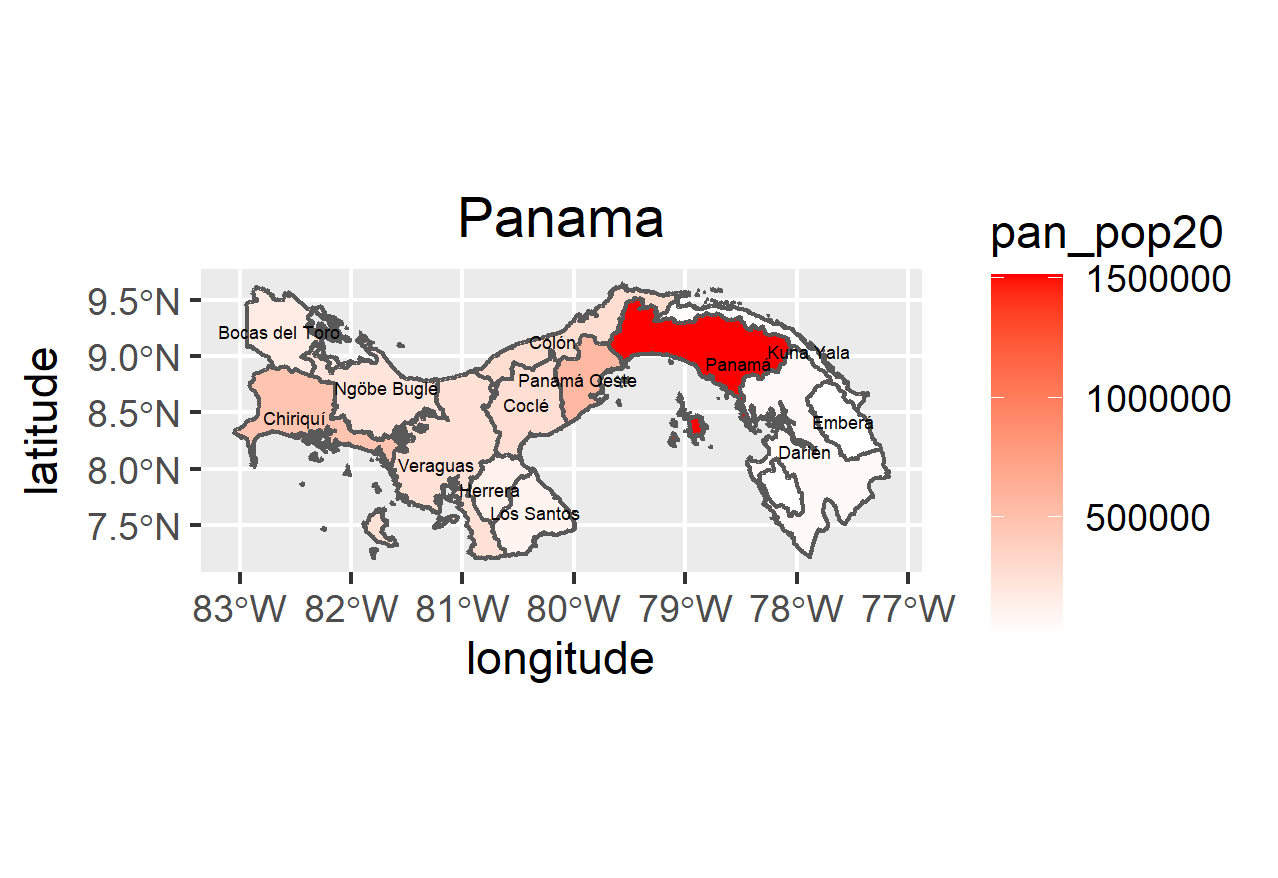 Panama
pan_pop20
1500000
1000000
500000
latitude
9.5°N
9.0°N
8.5°N
8.0°N
7.5°N
Bocas del Toro
Colón
Kuna Yala
Panamá
Panamá Oeste
Ngöbe Buglé
Coclé
Chiriquí
Emberá
Darién
Veraguas
Herrera
Los Santos
83°W 82°W 81°W 80°W 79°W 78°W 77°W
longitude